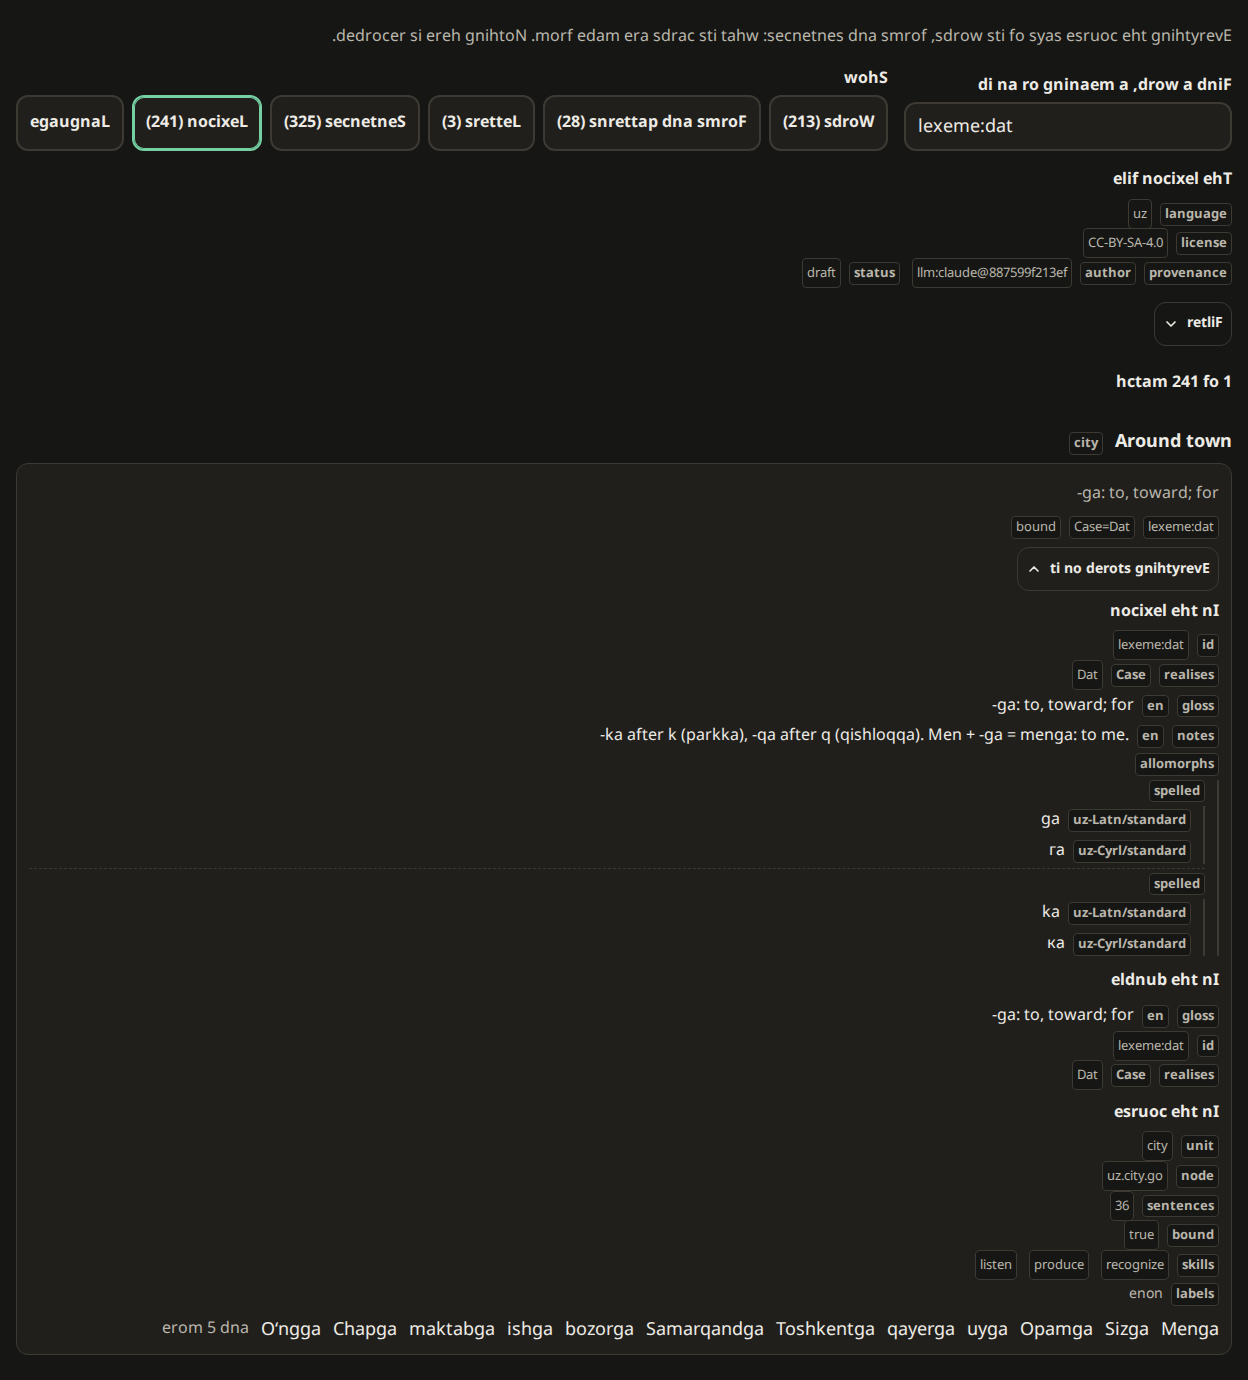 .dedrocer si ereh gnihtoN .morf edam era sdrac sti tahw :secnetnes dna smrof ,sdrow sti fo syas esruoc eht gnihtyrevE
di na ro gninaem a ,drow a dniF
lexeme:dat
wohS
(213) sdroW
(28) snrettap dna smroF
(3) sretteL
(325) secnetneS
(241) nocixeL
egaugnaL
elif nocixel ehT
language uz
license CC-BY-SA-4.0
provenance author llm:claude@887599f213ef status draft
retliF
hctam 241 fo 1
Around town city
-ga: to, toward; for
lexeme:dat Case=Dat bound
ti no derots gnihtyrevE
nocixel eht nI
id lexeme:dat
realises Case Dat
gloss en -ga: to, toward; for
notes en -ka after k (parkka), -qa after q (qishloqqa). Men + -ga = menga: to me.
allomorphs
spelled
uz-Latn/standard ga
uz-Cyrl/standard га
spelled
uz-Latn/standard ka
uz-Cyrl/standard ка
eldnub eht nI
gloss en -ga: to, toward; for
id lexeme:dat
realises Case Dat
esruoc eht nI
unit city
node uz.city.go
sentences 36
bound true
skills recognize produce listen
labels enon
Menga Sizga Opamga uyga qayerga Toshkentga Samarqandga bozorga ishga maktabga Chapga Oʻngga erom 5 dna